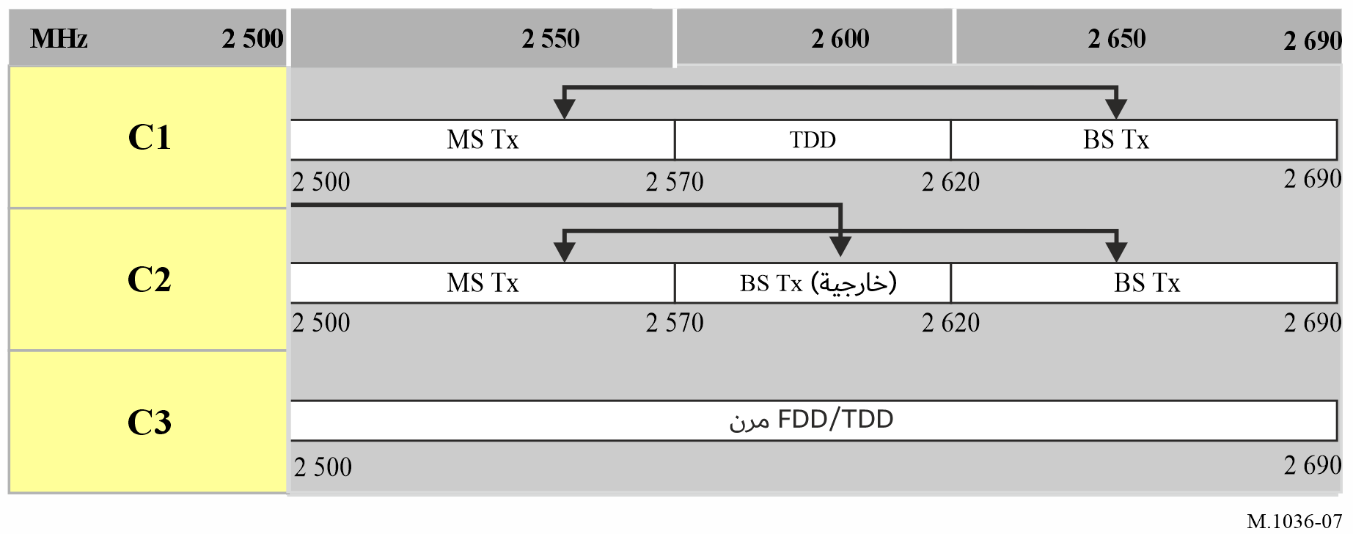 MHz 2 500 2 550 2 600 2 650 2 690
C1
MS Tx TDD BS Tx
2 500 2 570 2 620 2 690
C2
MS Tx BS Tx (خارجية) BS Tx
2 500 2 570 2 620 2 690
C3
مرن FDD/TDD
2 500 2 690
M.1036-07